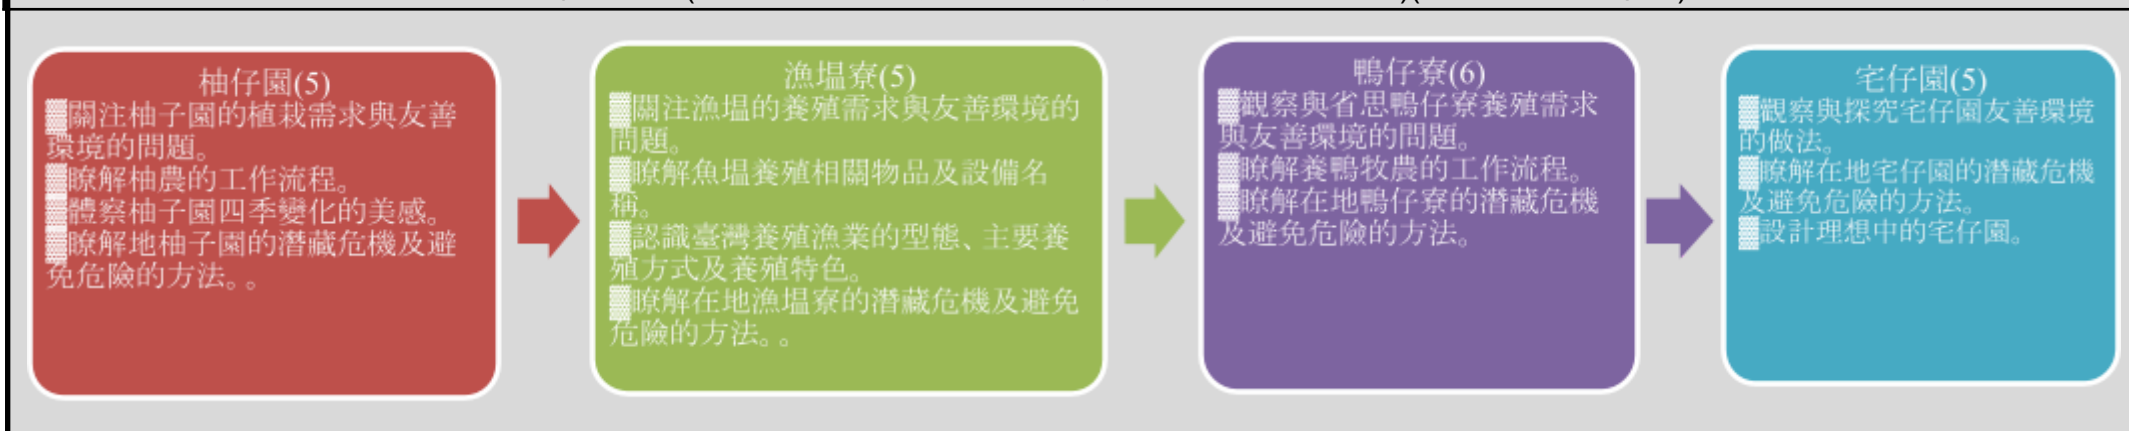 柚仔園(5)
▓關注柚子園的植栽需求與友善
環境的問題。
▓瞭解柚農的工作流程。
▓體察柚子園四季變化的美感。
▓瞭解地柚子園的潛藏危機及避
免危險的方法。。
漁塭寮(5)
▓關注漁塭的養殖需求與友善環境的
問題。
▓瞭解魚塭養殖相關物品及設備名
稱。
▓認識臺灣養殖漁業的型態、主要養
殖方式及養殖特色。
▓瞭解在地漁塭寮的潛藏危機及避免
危險的方法。。
鴨仔寮(6)
▓觀察與省思鴨仔寮養殖需求
與友善環境的問題。
▓瞭解養鴨牧農的工作流程。
▓瞭解在地鴨仔寮的潛藏危機
及避免危險的方法。
宅仔園(5)
▓觀察與探究宅仔園友善環境
的做法。
▓瞭解在地宅仔園的潛藏危機
及避免危險的方法。
▓設計理想中的宅仔園。